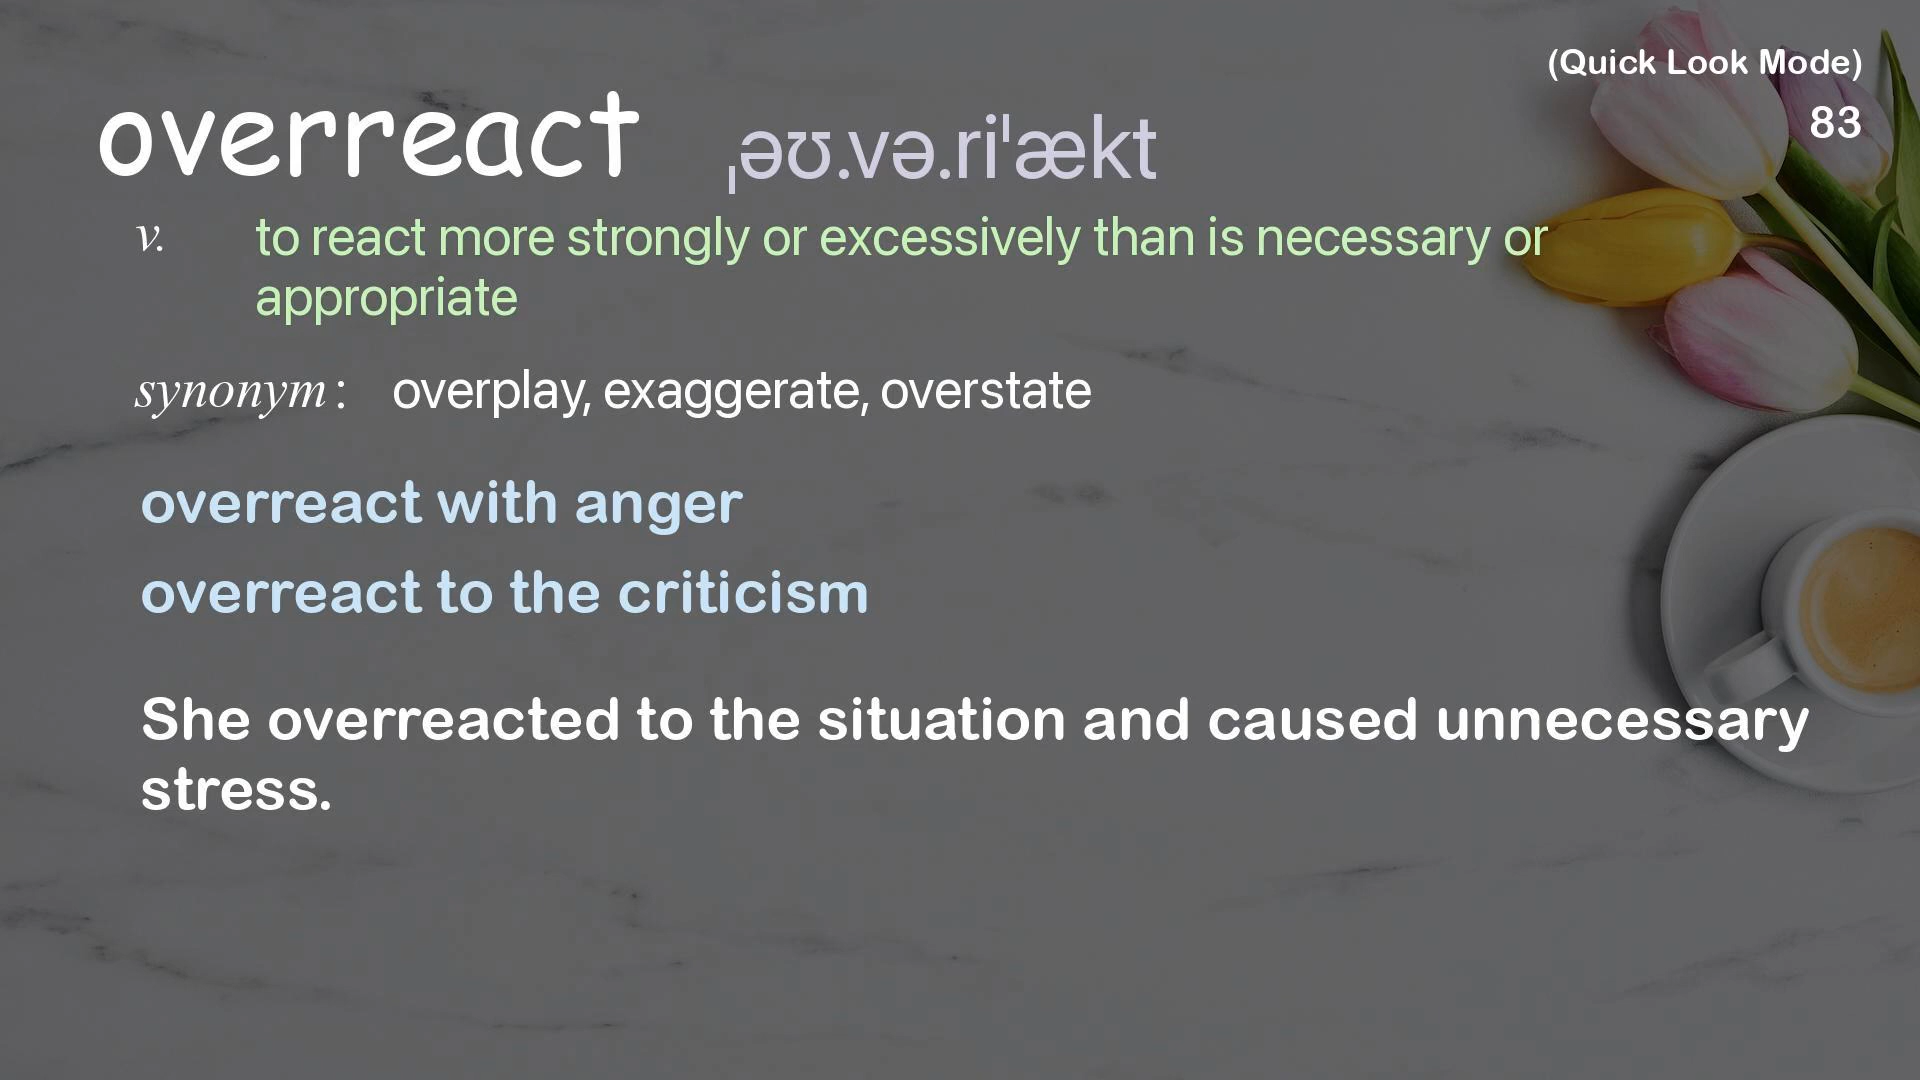 (Quick Look Mode)
83
overreact ˌəʊ.və.riˈækt
v. to react more strongly or excessively than is necessary or
appropriate
synonym: overplay, exaggerate, overstate
overreact with anger
overreact to the criticism
She overreacted to the situation and caused unnecessary
stress.